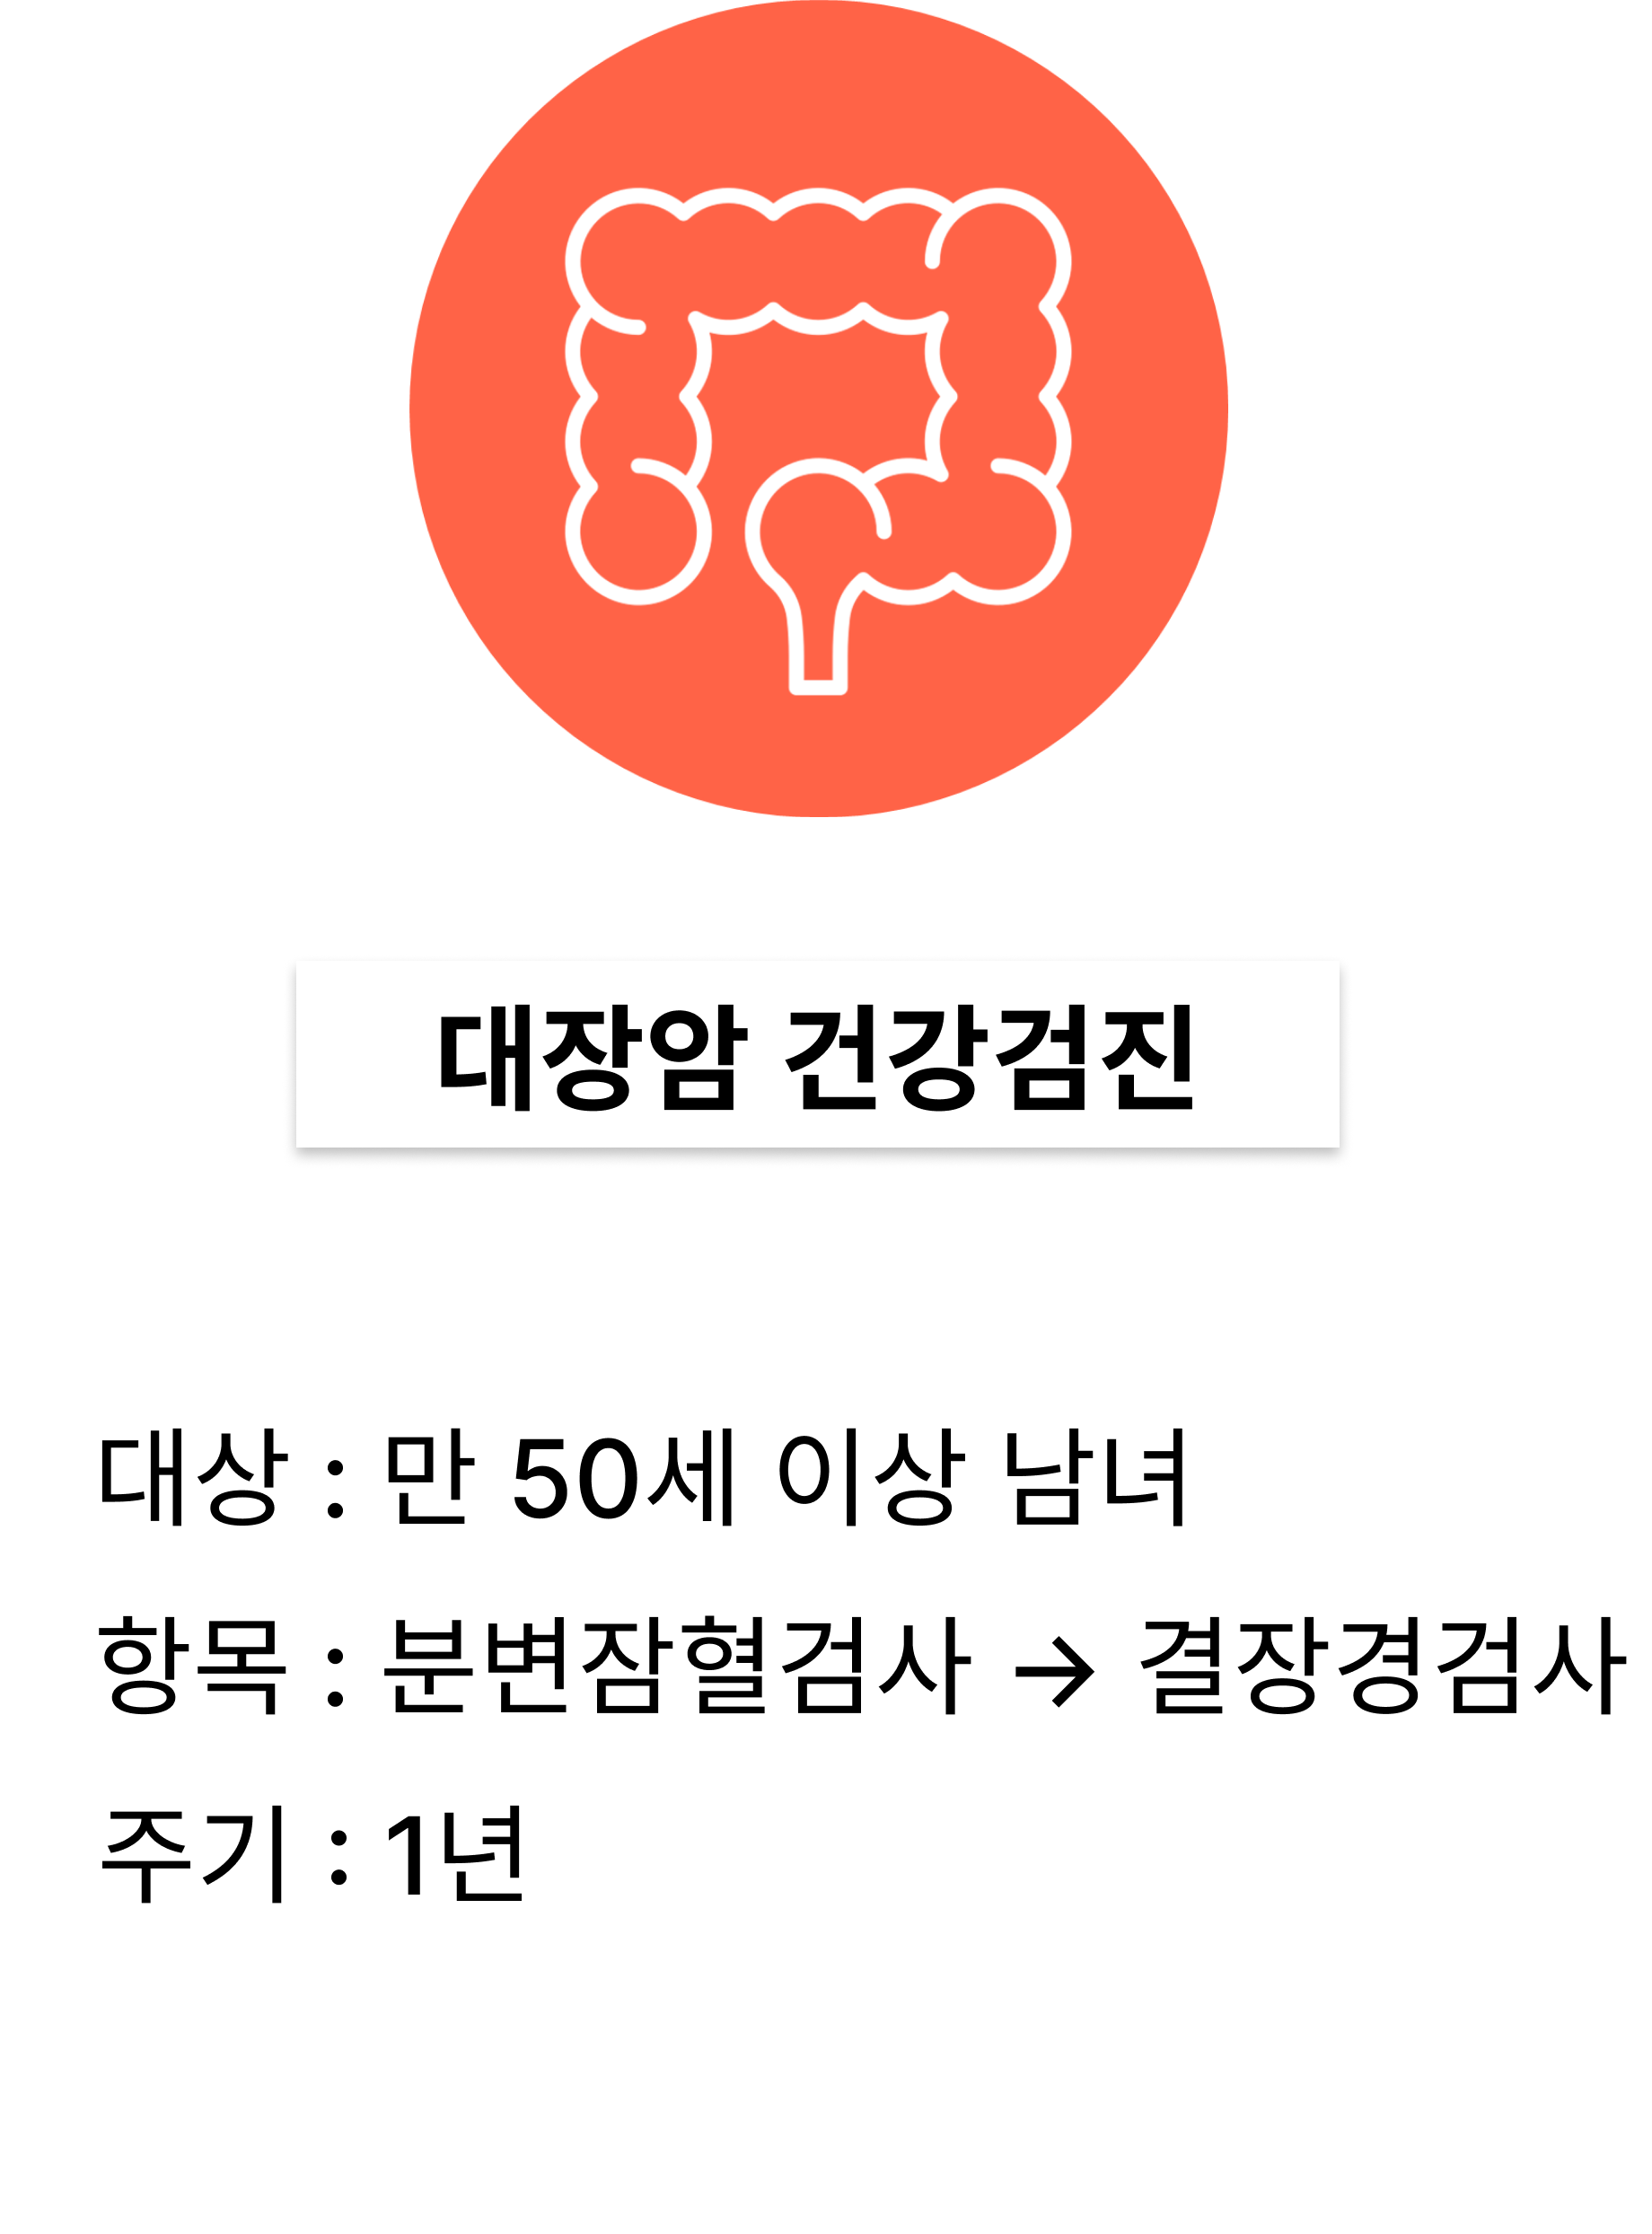 대장암 건강검진
대상 : 만 50세 이상 남녀
항목 : 분변잠혈검사 → 결장경검사
주기 : 1년